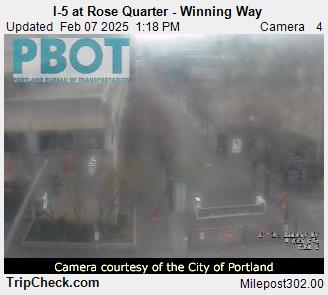 I-5 at Rose Quarter - Winning Way
Updated Feb 07 2025 1:18 PM Camera 4
PBOT
PORTLAND BUREAU OF TRANSPORTATION
Camera courtesy of the City of Portland
TripCheck.com Milepost302.00